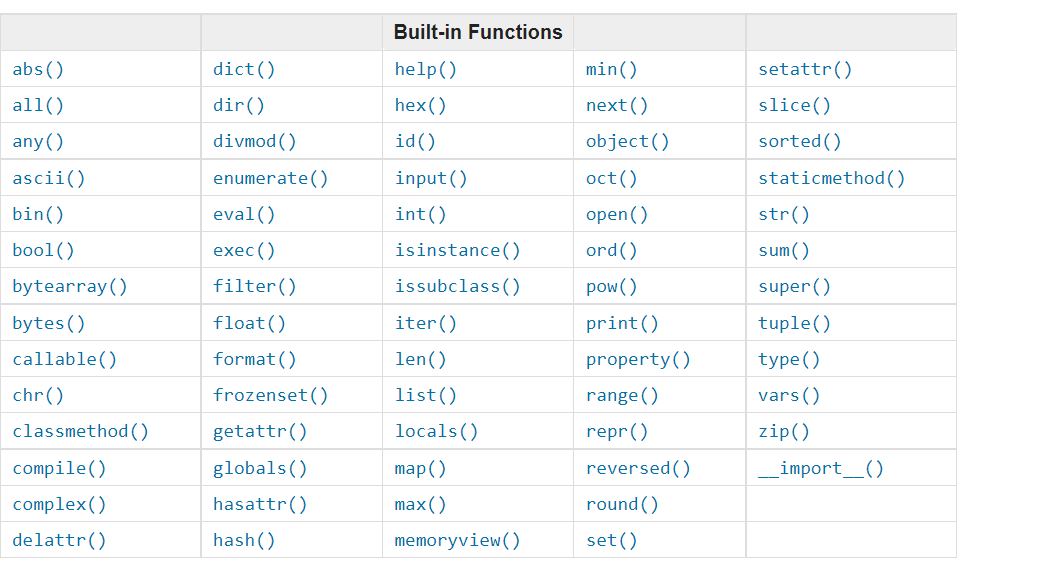 Built-in Functions
abs() dict() help() min() setattr()
all() dir() hex() next() slice()
any() divmod() id() object() sorted()
ascii() enumerate() input() oct() staticmethod()
bin() eval() int() open() str()
bool() exec() isinstance() ord() sum()
bytearray() filter() issubclass() pow() super()
bytes() float() iter() print() tuple()
callable() format() len() property() type()
chr() frozenset() list() range() vars()
classmethod() getattr() locals() repr() zip()
compile() globals() map() reversed() __import__()
complex() hasattr() max() round()
delattr() hash() memoryview() set()